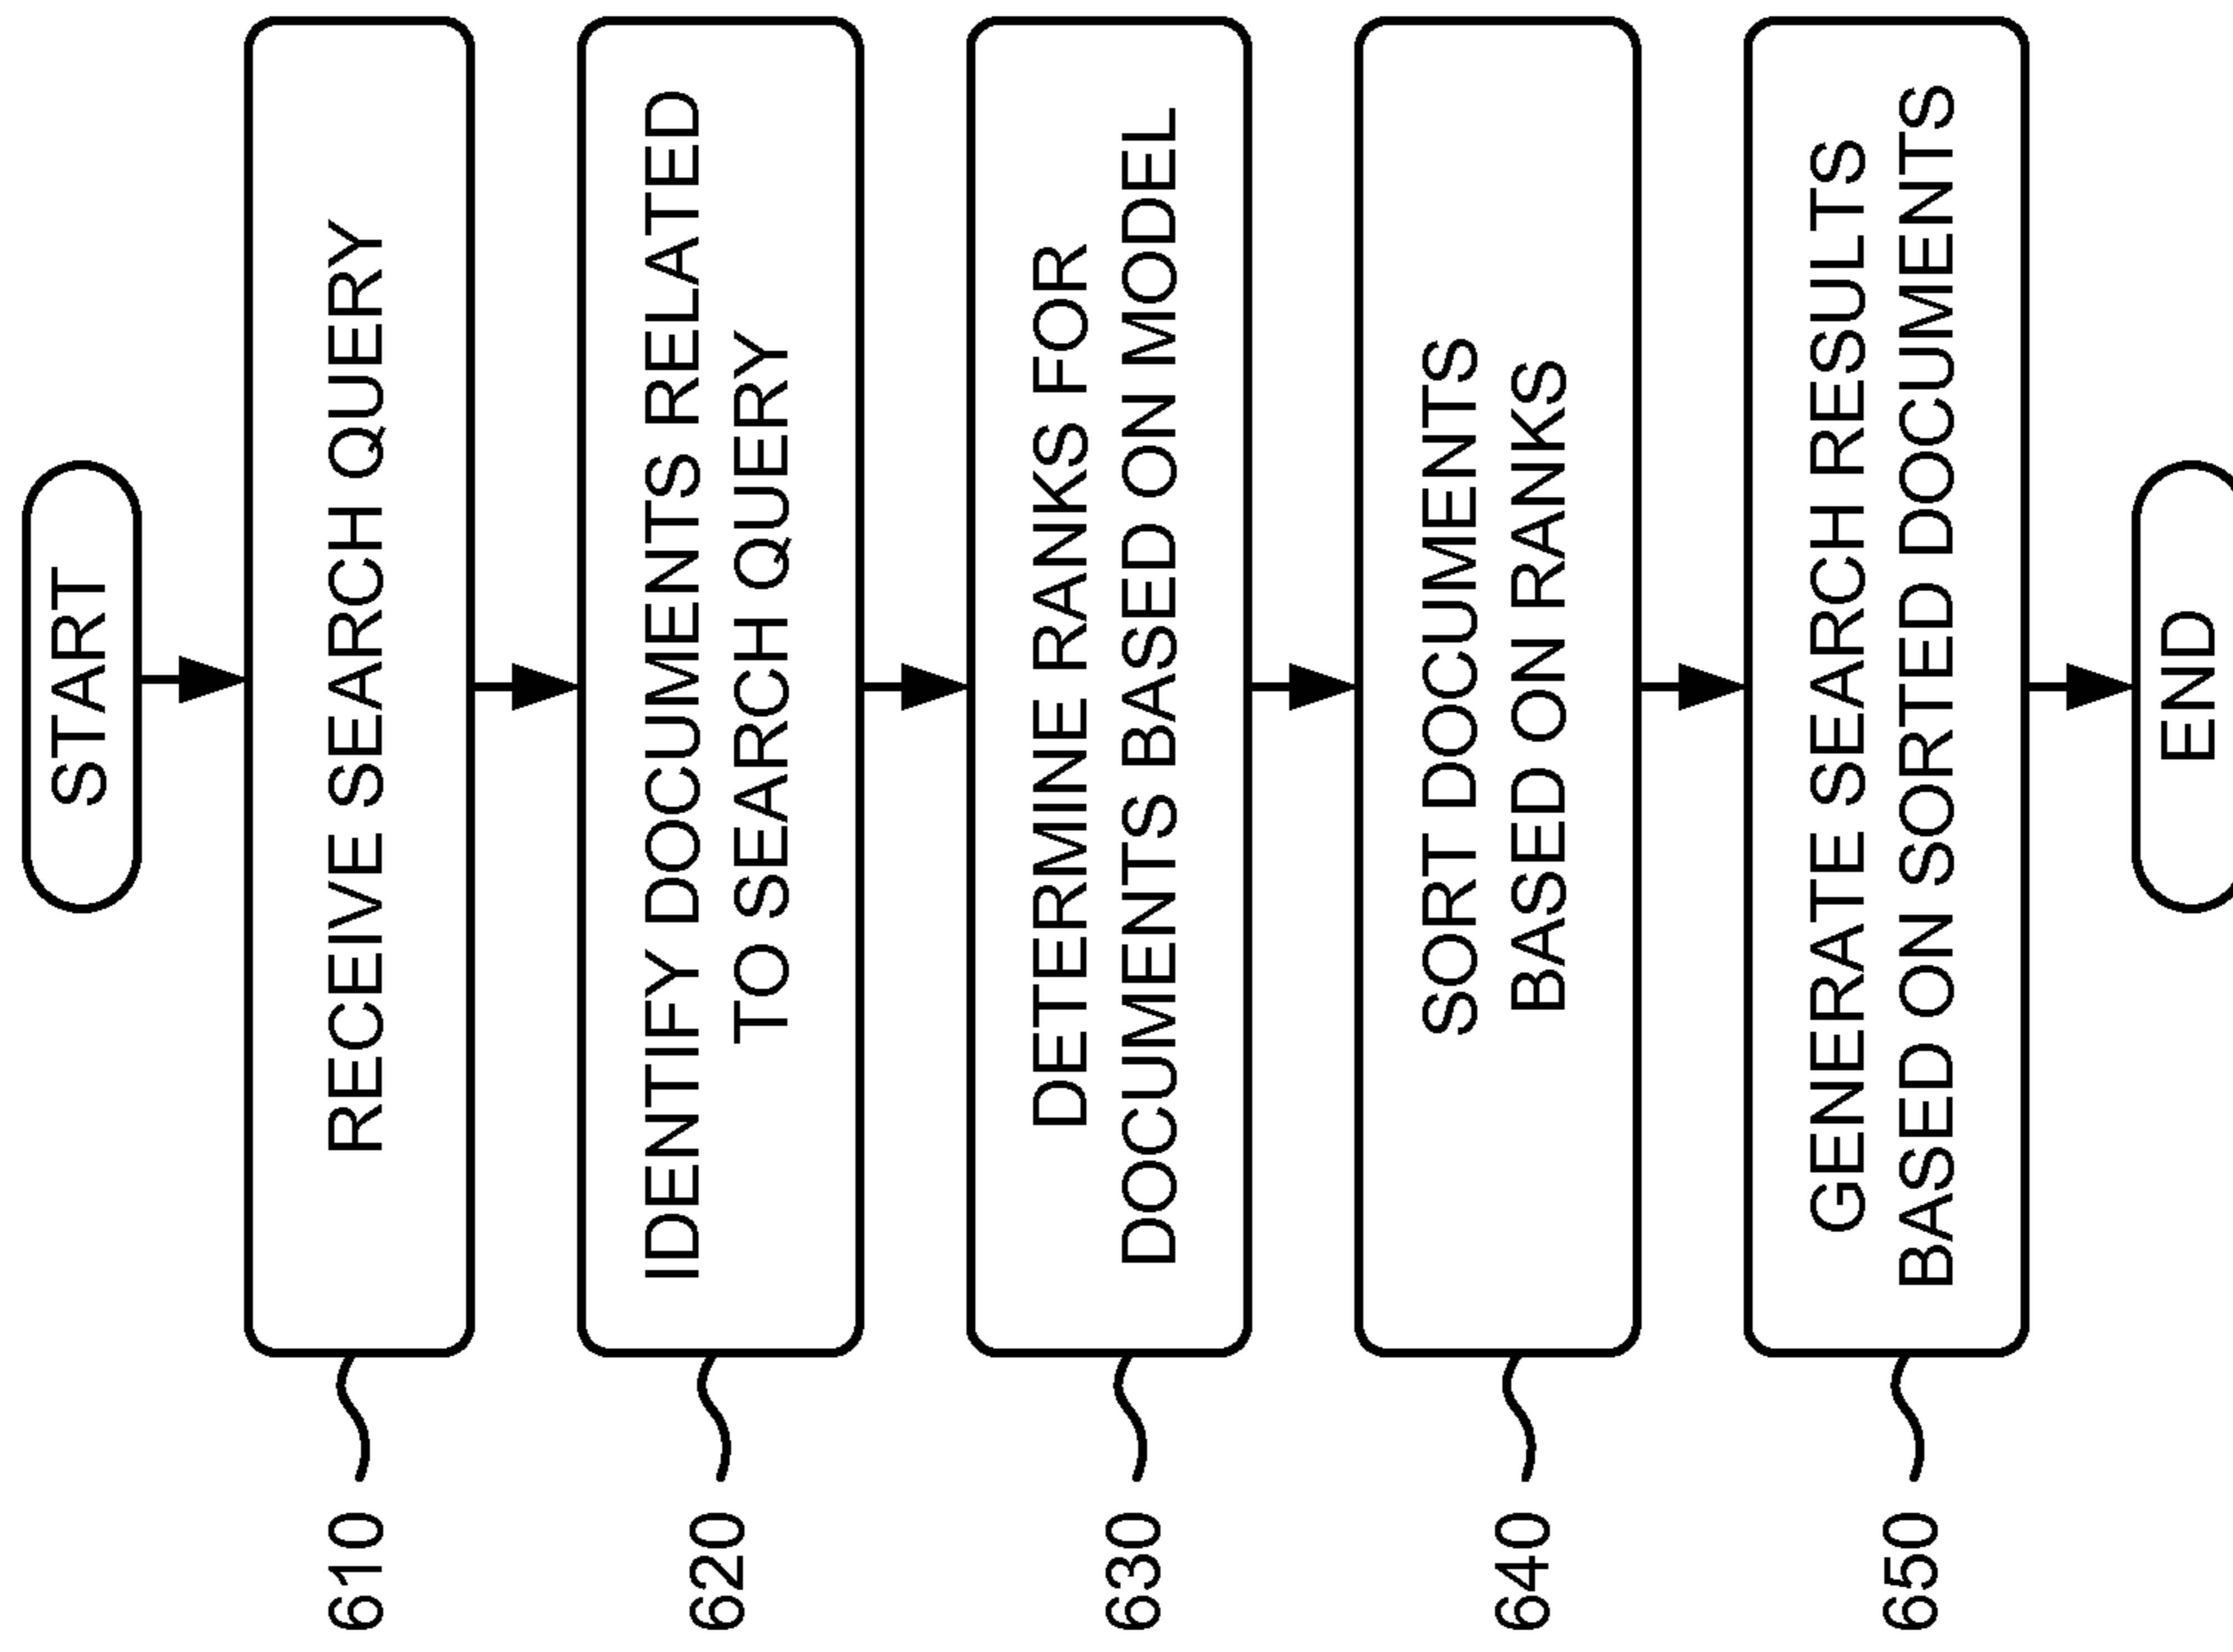 START
610
RECEIVE SEARCH QUERY
620
IDENTIFY DOCUMENTS RELATED
TO SEARCH QUERY
630
DETERMINE RANKS FOR
DOCUMENTS BASED ON MODEL
640
SORT DOCUMENTS
BASED ON RANKS
650
GENERATE SEARCH RESULTS
BASED ON SORTED DOCUMENTS
END